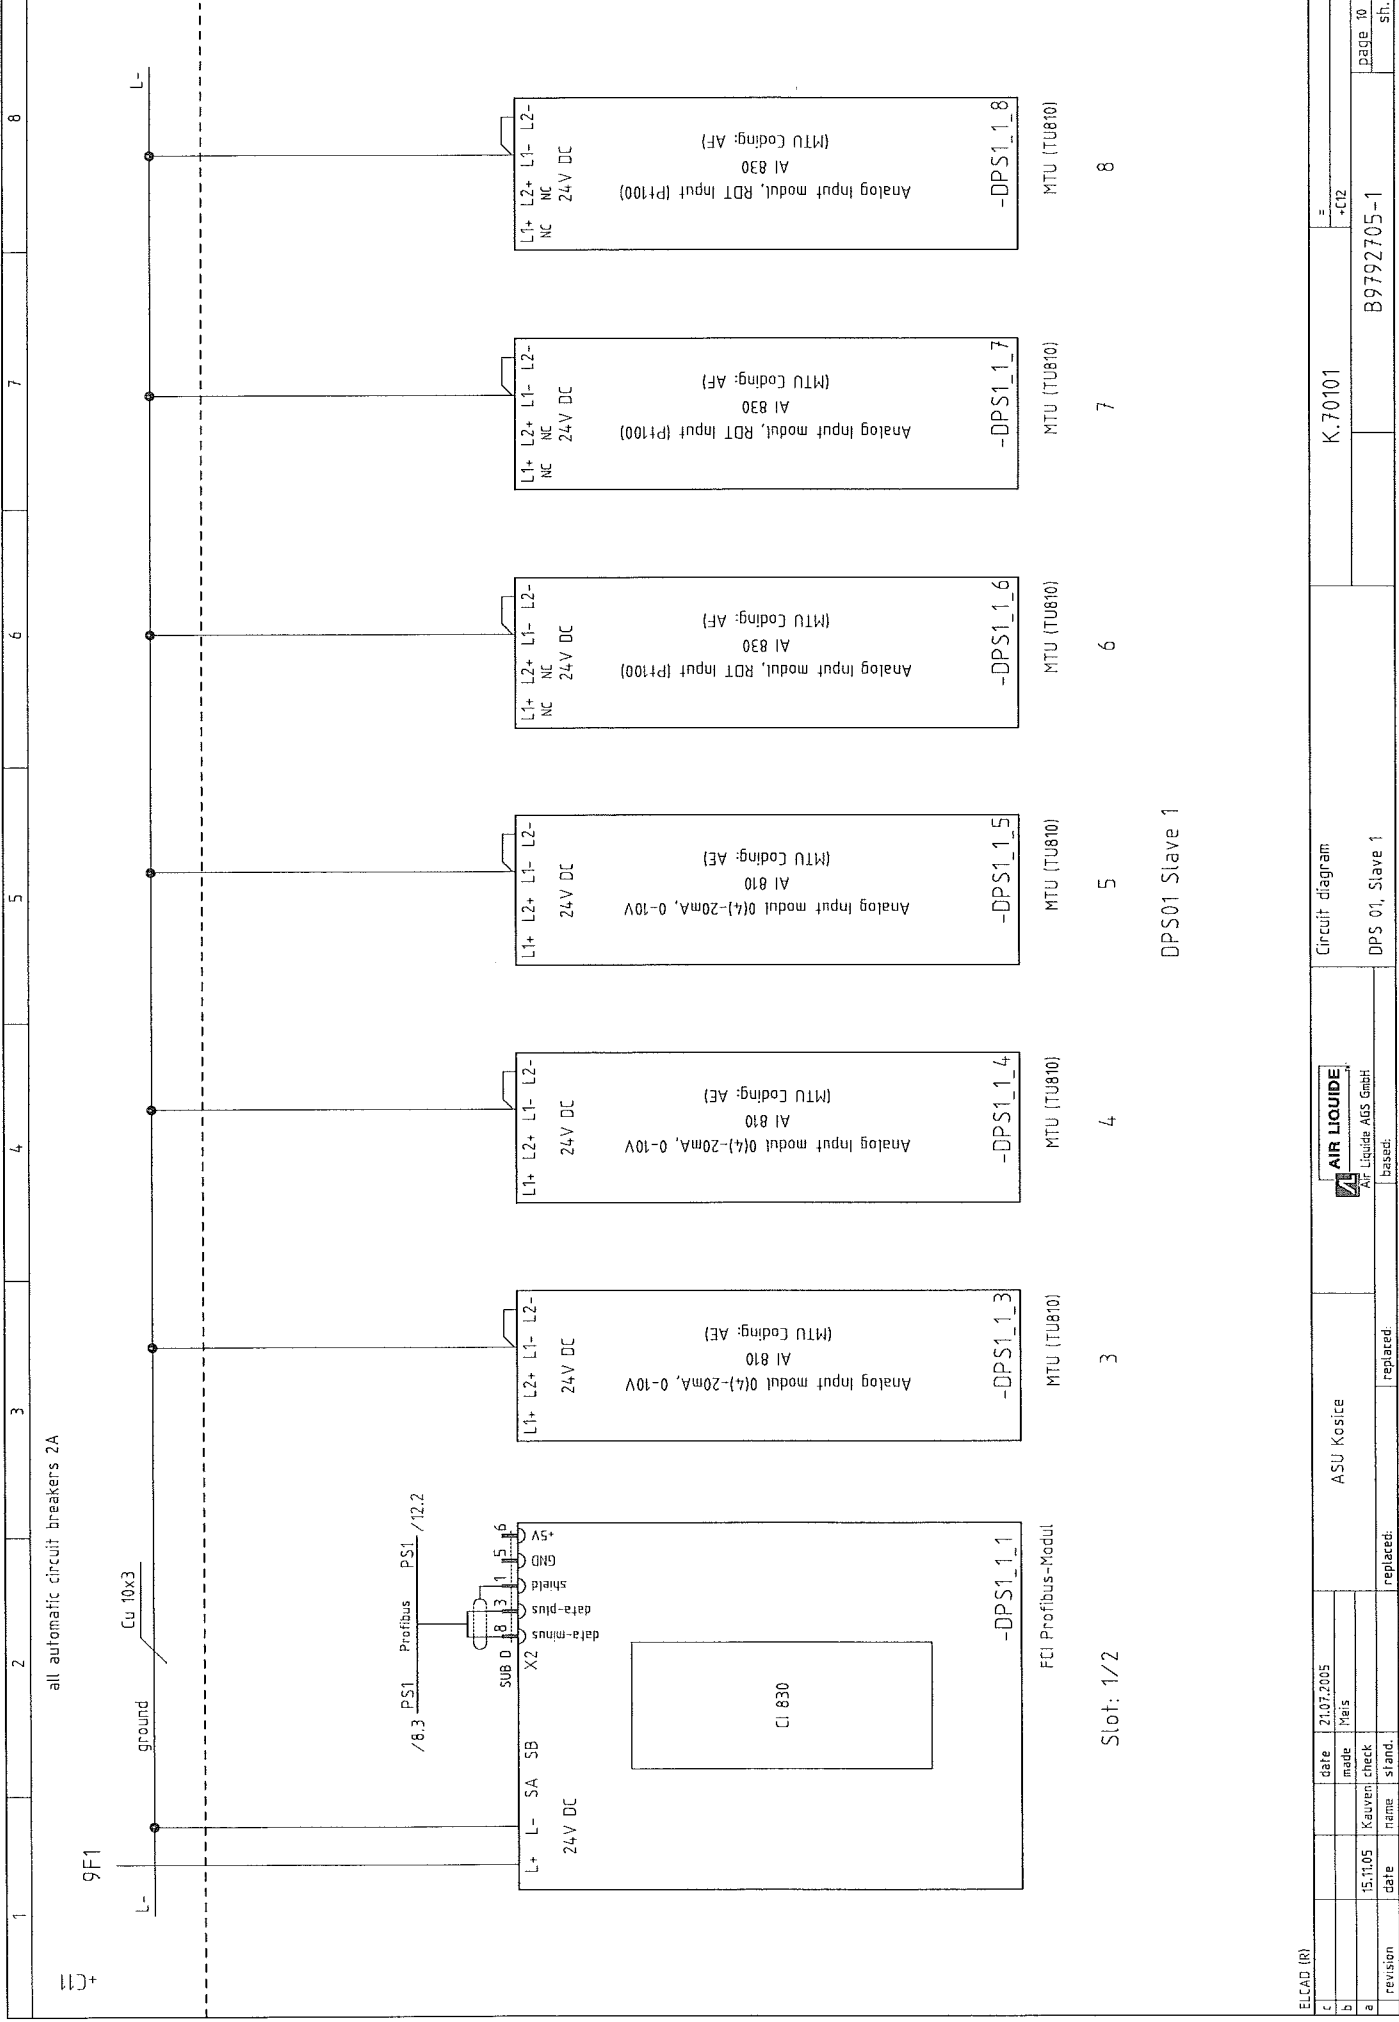 1
2
3
4
5
6
7
8
+C11
all automatic circuit breakers 2A
9F1
L-
ground
Cu 10x3
L-
/8.3 PS1 Profibus PS1 /12.2
L+ L- SA SB
24V DC
SUB D
X2
8 3 1 5 6
data-minus
data-plus
shield
GND
+5V
CI 830
-DPS1_1_1
FCI Profibus-Modul
Slot: 1/2
L1+ L2+ L1- L2-
24V DC
Analog Input modul 0(4)-20mA, 0-10V
AI 810
(MTU Coding: AE)
-DPS1_1_3
MTU (TU810)
3
L1+ L2+ L1- L2-
24V DC
Analog Input modul 0(4)-20mA, 0-10V
AI 810
(MTU Coding: AE)
-DPS1_1_4
MTU (TU810)
4
L1+ L2+ L1- L2-
24V DC
Analog Input modul 0(4)-20mA, 0-10V
AI 810
(MTU Coding: AE)
-DPS1_1_5
MTU (TU810)
5
L1+ L2+ L1- L2-
NC NC
24V DC
Analog Input modul, RDT Input (Pt100)
AI 830
(MTU Coding: AF)
-DPS1_1_6
MTU (TU810)
6
L1+ L2+ L1- L2-
NC NC
24V DC
Analog Input modul, RDT Input (Pt100)
AI 830
(MTU Coding: AF)
-DPS1_1_7
MTU (TU810)
7
L1+ L2+ L1- L2-
NC NC
24V DC
Analog Input modul, RDT Input (Pt100)
AI 830
(MTU Coding: AF)
-DPS1_1_8
MTU (TU810)
8
DPS01 Slave 1
ELCAD (R)
c date 21.07.2005
b made Meis
a 15.11.05 Kauven check
revision date name stand.
ASU Kosice
replaced:
replaced:
AIR LIQUIDE
Air Liquide AGS GmbH
based:
Circuit diagram
DPS 01, Slave 1
K.70101
=
+C12
B9792705-1
page 10
sh.